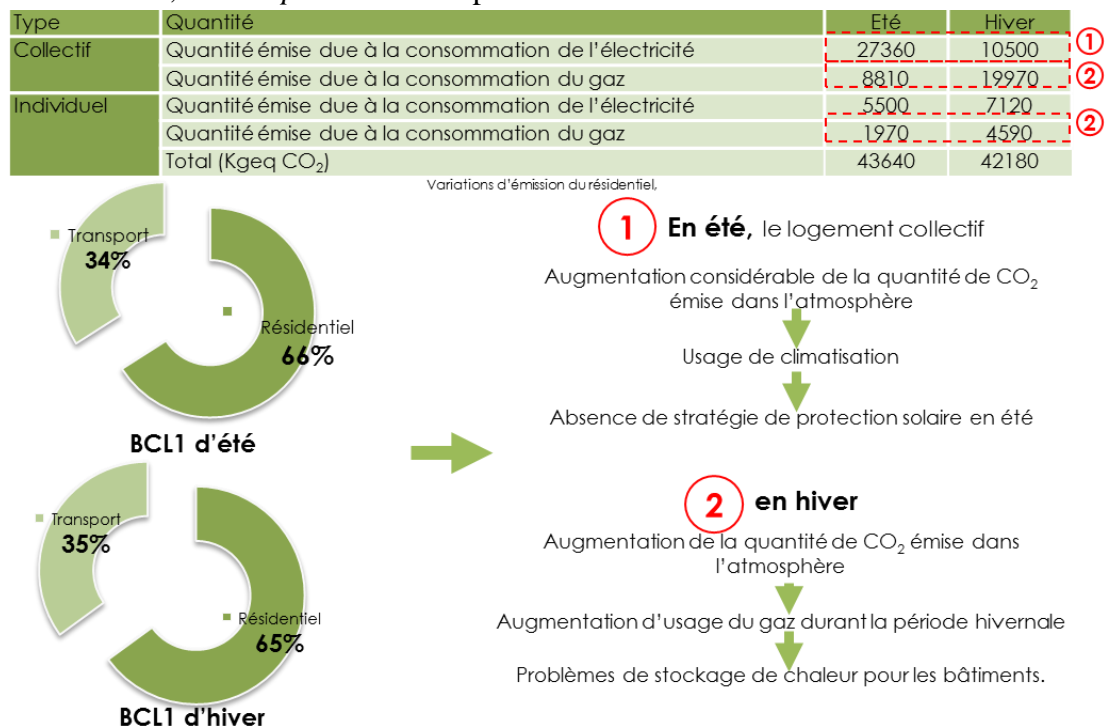 Type Quantité Eté Hiver
Collectif Quantité émise due à la consommation de l'électricité 27360 10500 1
Quantité émise due à la consommation du gaz 8810 19970 2
Individuel Quantité émise due à la consommation de l'électricité 5500 7120
Quantité émise due à la consommation du gaz 1970 4590 2
Total (Kgeq CO₂) 43640 42180
Variations d'émission du résidentiel,
Transport
34%
Résidentiel
66%
BCL1 d'été
Transport
35%
Résidentiel
65%
BCL1 d'hiver
1 En été, le logement collectif
Augmentation considérable de la quantité de CO₂
émise dans l'atmosphère
Usage de climatisation
Absence de stratégie de protection solaire en été
2 en hiver
Augmentation de la quantité de CO₂ émise dans
l'atmosphère
Augmentation d'usage du gaz durant la période hivernale
Problèmes de stockage de chaleur pour les bâtiments.